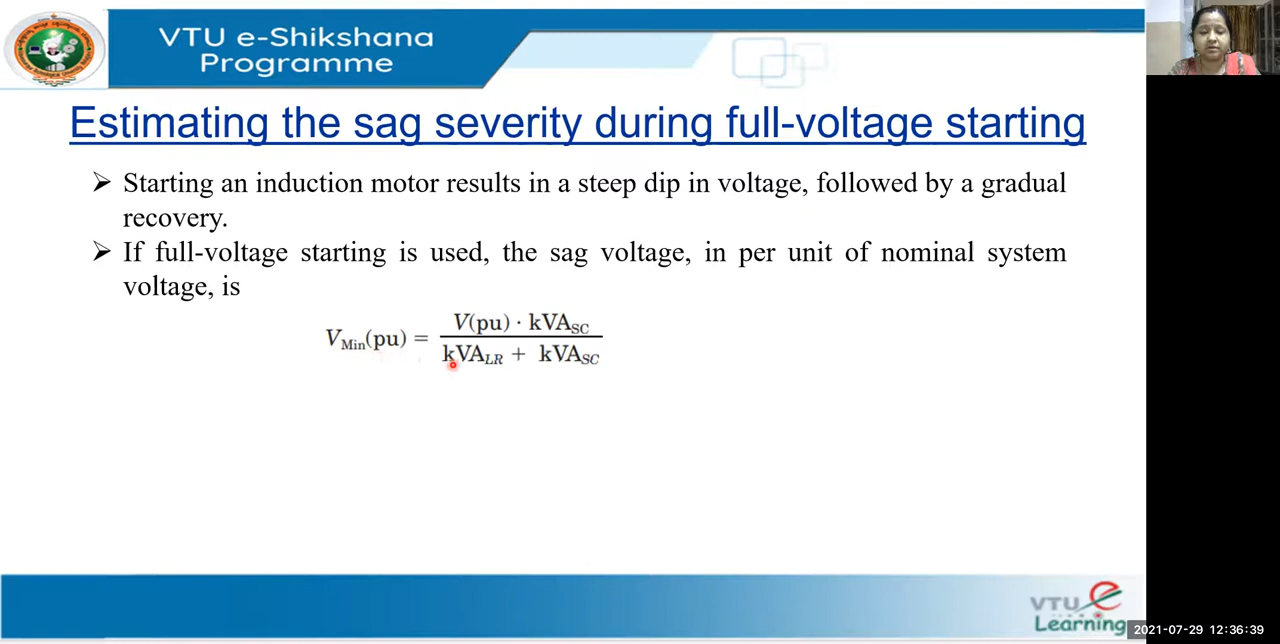 VTU e-Shikshana
Programme
Estimating the sag severity during full-voltage starting
➢ Starting an induction motor results in a steep dip in voltage, followed by a gradual
recovery.
➢ If full-voltage starting is used, the sag voltage, in per unit of nominal system
voltage, is
V_Min(pu) = V(pu) · kVA_SC / kVA_LR + kVA_SC
VTU e
Learning
2021-07-29 12:36:39